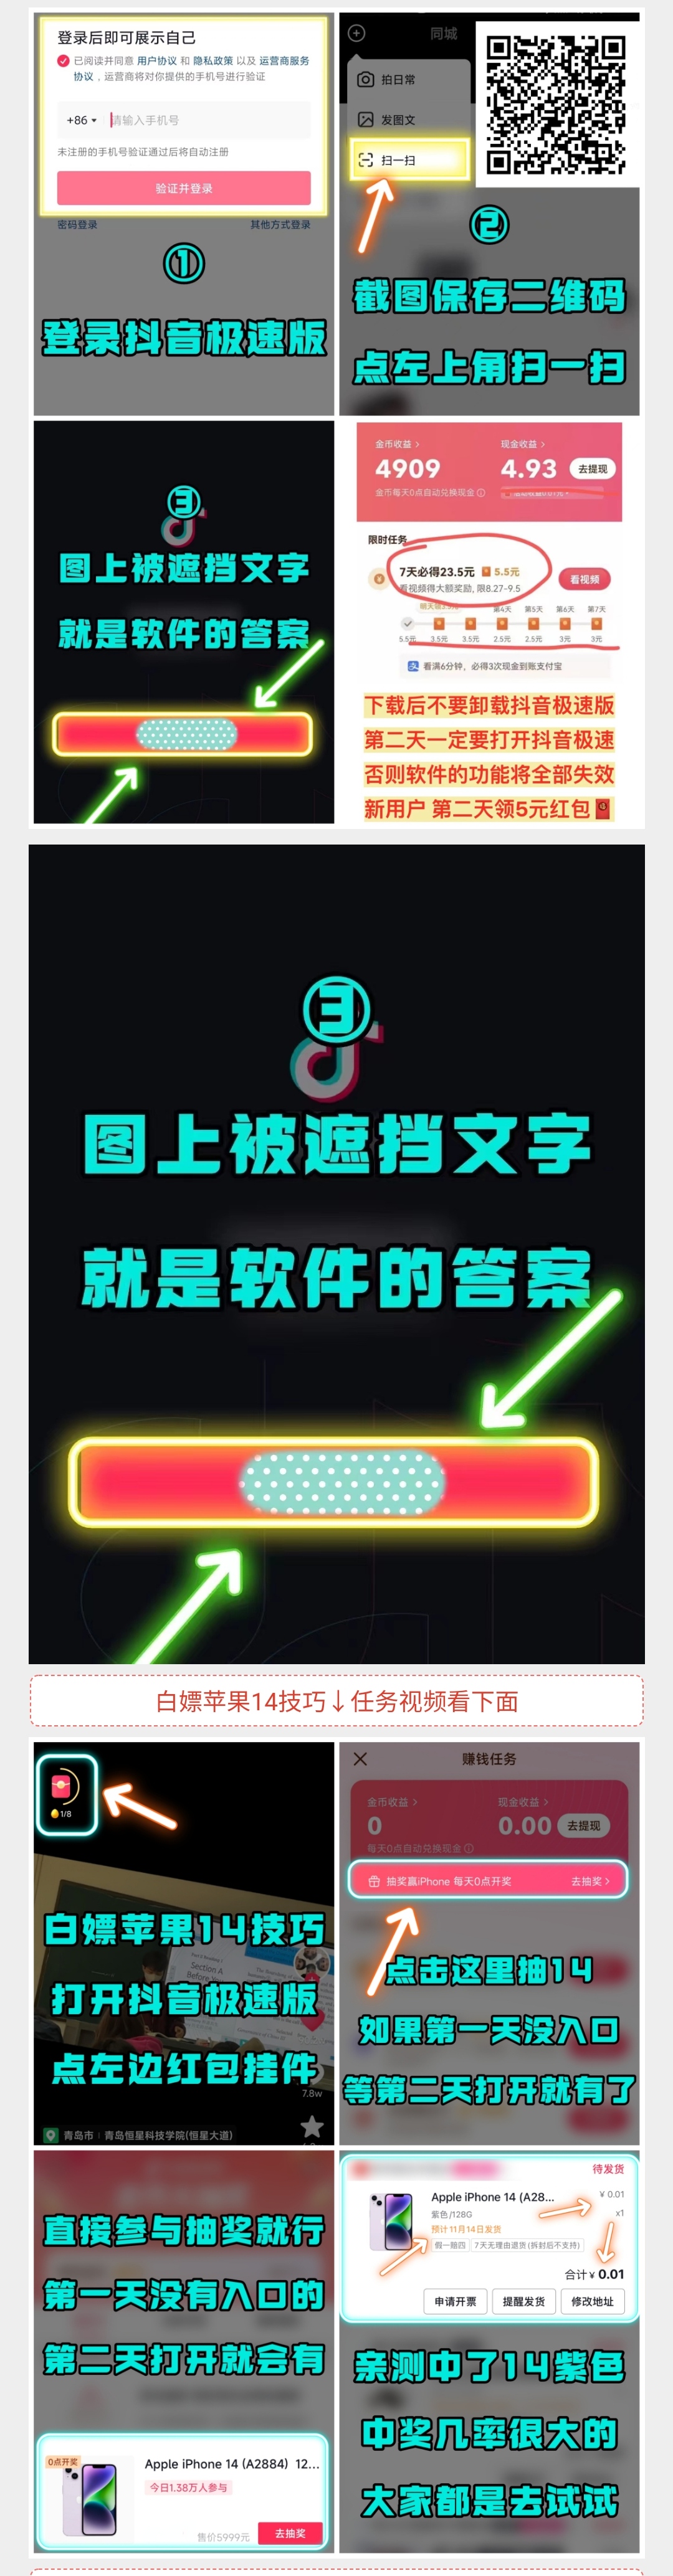 登录后即可展示自己
已阅读并同意 用户协议 和 隐私政策 以及 运营商服务
协议，运营商将对你提供的手机号进行验证
+86
请输入手机号
未注册的手机号验证通过后将自动注册
验证并登录
密码登录
其他方式登录
①
登录抖音极速版
同城
拍日常
发图文
扫一扫
②
截图保存二维码
点左上角扫一扫
③
图上被遮挡文字
就是软件的答案
金币收益 >
现金收益 >
4909
4.93
去提现
金币每天0点自动兑换现金
限时任务
7天必得23.5元
5.5元
看视频得大额奖励, 限8.27-9.5
看视频
第4天
第5天
第6天
第7天
5.5元
3.5元
3.5元
2.5元
2.5元
3元
3元
看满6分钟，必得3次现金到账支付宝
下载后不要卸载抖音极速版
第二天一定要打开抖音极速
否则软件的功能将全部失效
新用户 第二天领5元红包
③
图上被遮挡文字
就是软件的答案
白嫖苹果14技巧↓任务视频看下面
1/8
白嫖苹果14技巧
打开抖音极速版
点左边红包挂件
7.8w
青岛市 | 青岛恒星科技学院(恒星大道)
赚钱任务
金币收益 >
现金收益 >
0
0.00
去提现
每天0点自动兑换现金
抽奖赢iPhone 每天0点开奖
去抽奖 >
点击这里抽14
如果第一天没入口
等第二天打开就有了
直接参与抽奖就行
第一天没有入口的
第二天打开就会有
0点开奖
Apple iPhone 14 (A2884) 12...
今日1.38万人参与
售价5999元
去抽奖
待发货
Apple iPhone 14 (A28...
¥ 0.01
紫色/128G
x1
预计11月14日发货
假一赔四
7天无理由退货(拆封后不支持)
合计 ¥ 0.01
申请开票
提醒发货
修改地址
亲测中了14紫色
中奖几率很大的
大家都是去试试